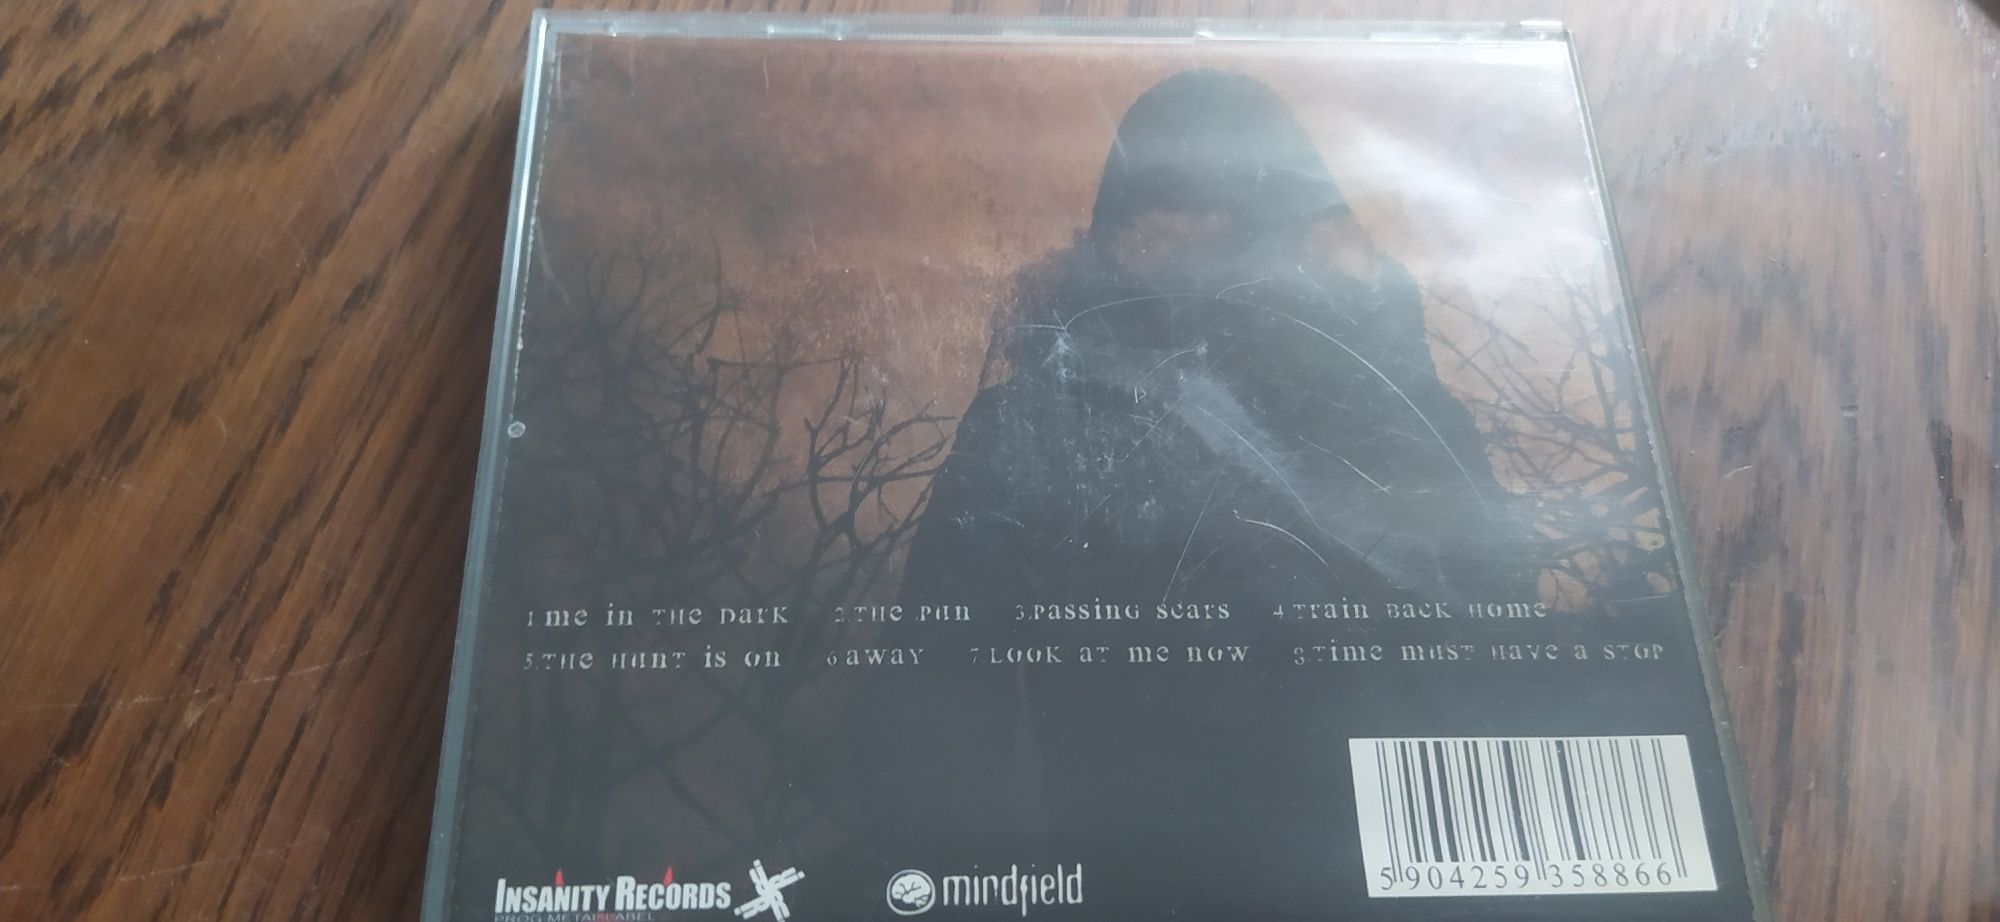 1. me in THE DarK 2. THE Pun 3. Passing scars 4. Train Back Home
5. THE Hunt is on 6. away 7. LOOK at me now 8. Time must Have a stop
INSANITY RECORDS
PROG METAL LABEL
mindfield
5 904259 358866